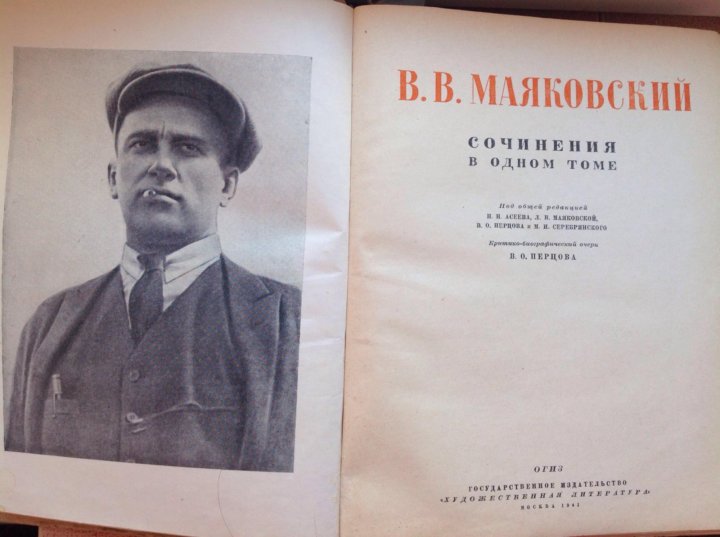 В. В. МАЯКОВСКИЙ
СОЧИНЕНИЯ
В ОДНОМ ТОМЕ
Под общей редакцией
Н. Н. АСЕЕВА, Л. В. МАЯКОВСКОЙ,
В. О. ПЕРЦОВА и М. И. СЕРЕБРЯНСКОГО
Критико-биографический очерк
В. О. ПЕРЦОВА
ОГИЗ
ГОСУДАРСТВЕННОЕ ИЗДАТЕЛЬСТВО
«ХУДОЖЕСТВЕННАЯ ЛИТЕРАТУРА»
МОСКВА 1941